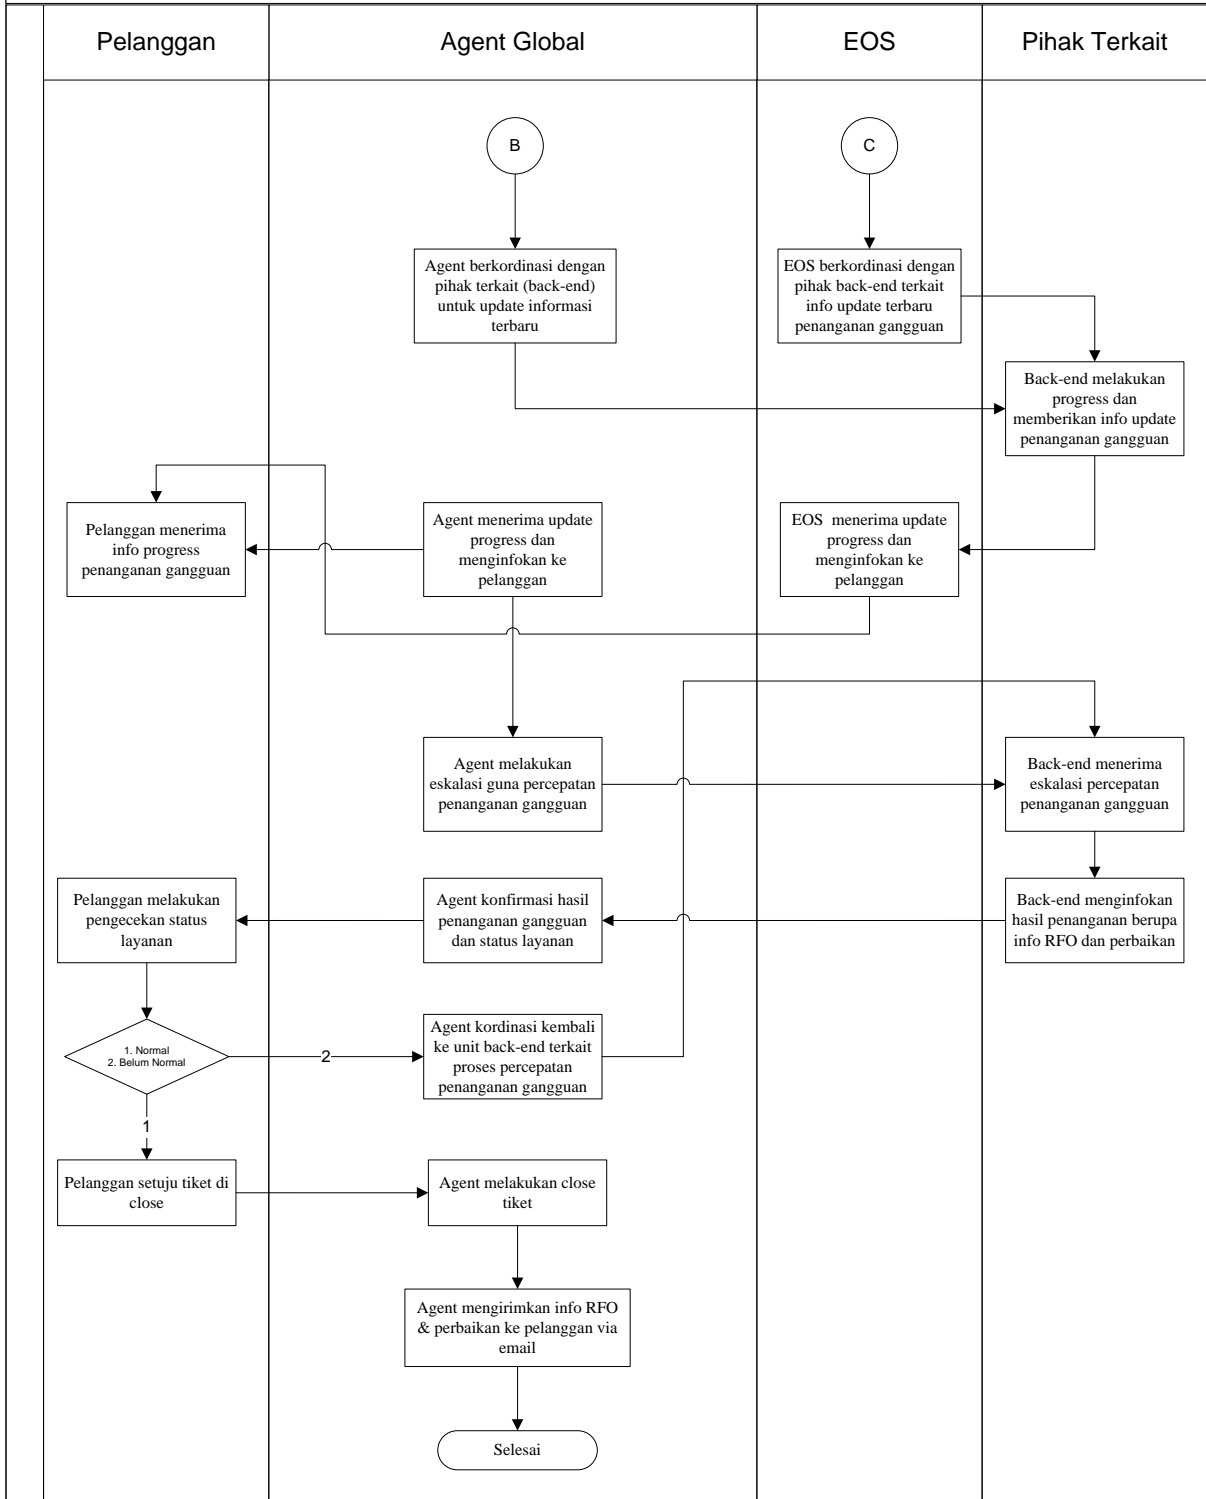 Pelanggan
Agent Global
EOS
Pihak Terkait
B
C
Agent berkordinasi dengan
pihak terkait (back-end)
untuk update informasi
terbaru
EOS berkordinasi dengan
pihak back-end terkait
info update terbaru
penanganan gangguan
Back-end melakukan
progress dan
memberikan info update
penanganan gangguan
Pelanggan menerima
info progress
penanganan gangguan
Agent menerima update
progress dan
menginfokan ke
pelanggan
EOS menerima update
progress dan
menginfokan ke
pelanggan
Agent melakukan
eskalasi guna percepatan
penanganan gangguan
Back-end menerima
eskalasi percepatan
penanganan gangguan
Pelanggan melakukan
pengecekan status
layanan
Agent konfirmasi hasil
penanganan gangguan
dan status layanan
Back-end menginfokan
hasil penanganan berupa
info RFO dan perbaikan
1. Normal
2. Belum Normal
2
Agent kordinasi kembali
ke unit back-end terkait
proses percepatan
penanganan gangguan
1
Pelanggan setuju tiket di
close
Agent melakukan close
tiket
Agent mengirimkan info RFO
& perbaikan ke pelanggan via
email
Selesai